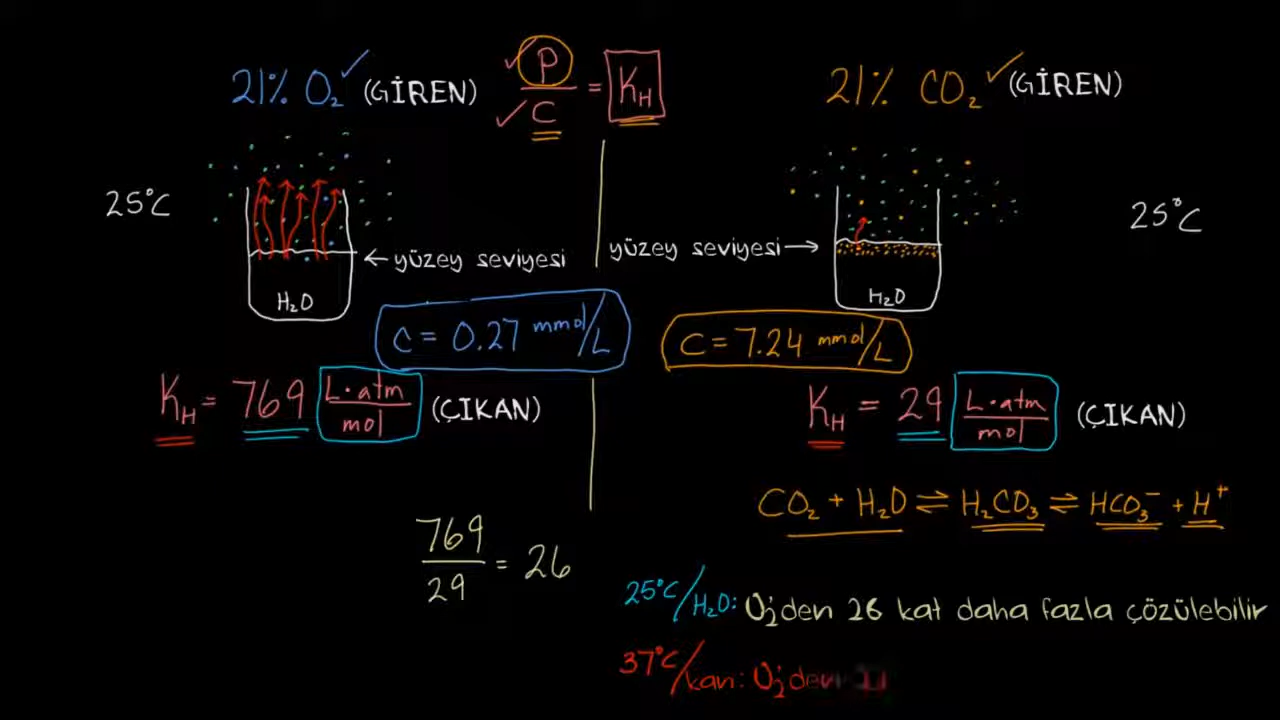 21% O₂ (GİREN)
P/C = K_H
21% CO₂ (GİREN)
25°C
25°C
← yüzey seviyesi
yüzey seviyesi →
H₂O
H₂O
C = 0.27 mmol/L
C = 7.24 mmol/L
K_H = 769 L·atm/mol (ÇIKAN)
K_H = 29 L·atm/mol (ÇIKAN)
CO₂ + H₂O ⇌ H₂CO₃ ⇌ HCO₃⁻ + H⁺
769/29 = 26
25°C/H₂O: O₂'den 26 kat daha fazla çözülebilir
37°C/kan: O₂'den